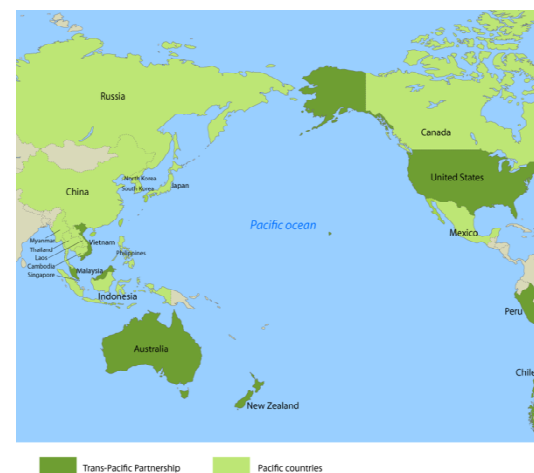 Russia
Canada
United States
North Korea
South Korea
Japan
China
Pacific ocean
Mexico
Myanmar
Vietnam
Thailand
Laos
Philippines
Cambodia
Malaysia
Singapore
Indonesia
Peru
Australia
Chile
New Zealand
Trans-Pacific Partnership
Pacific countries